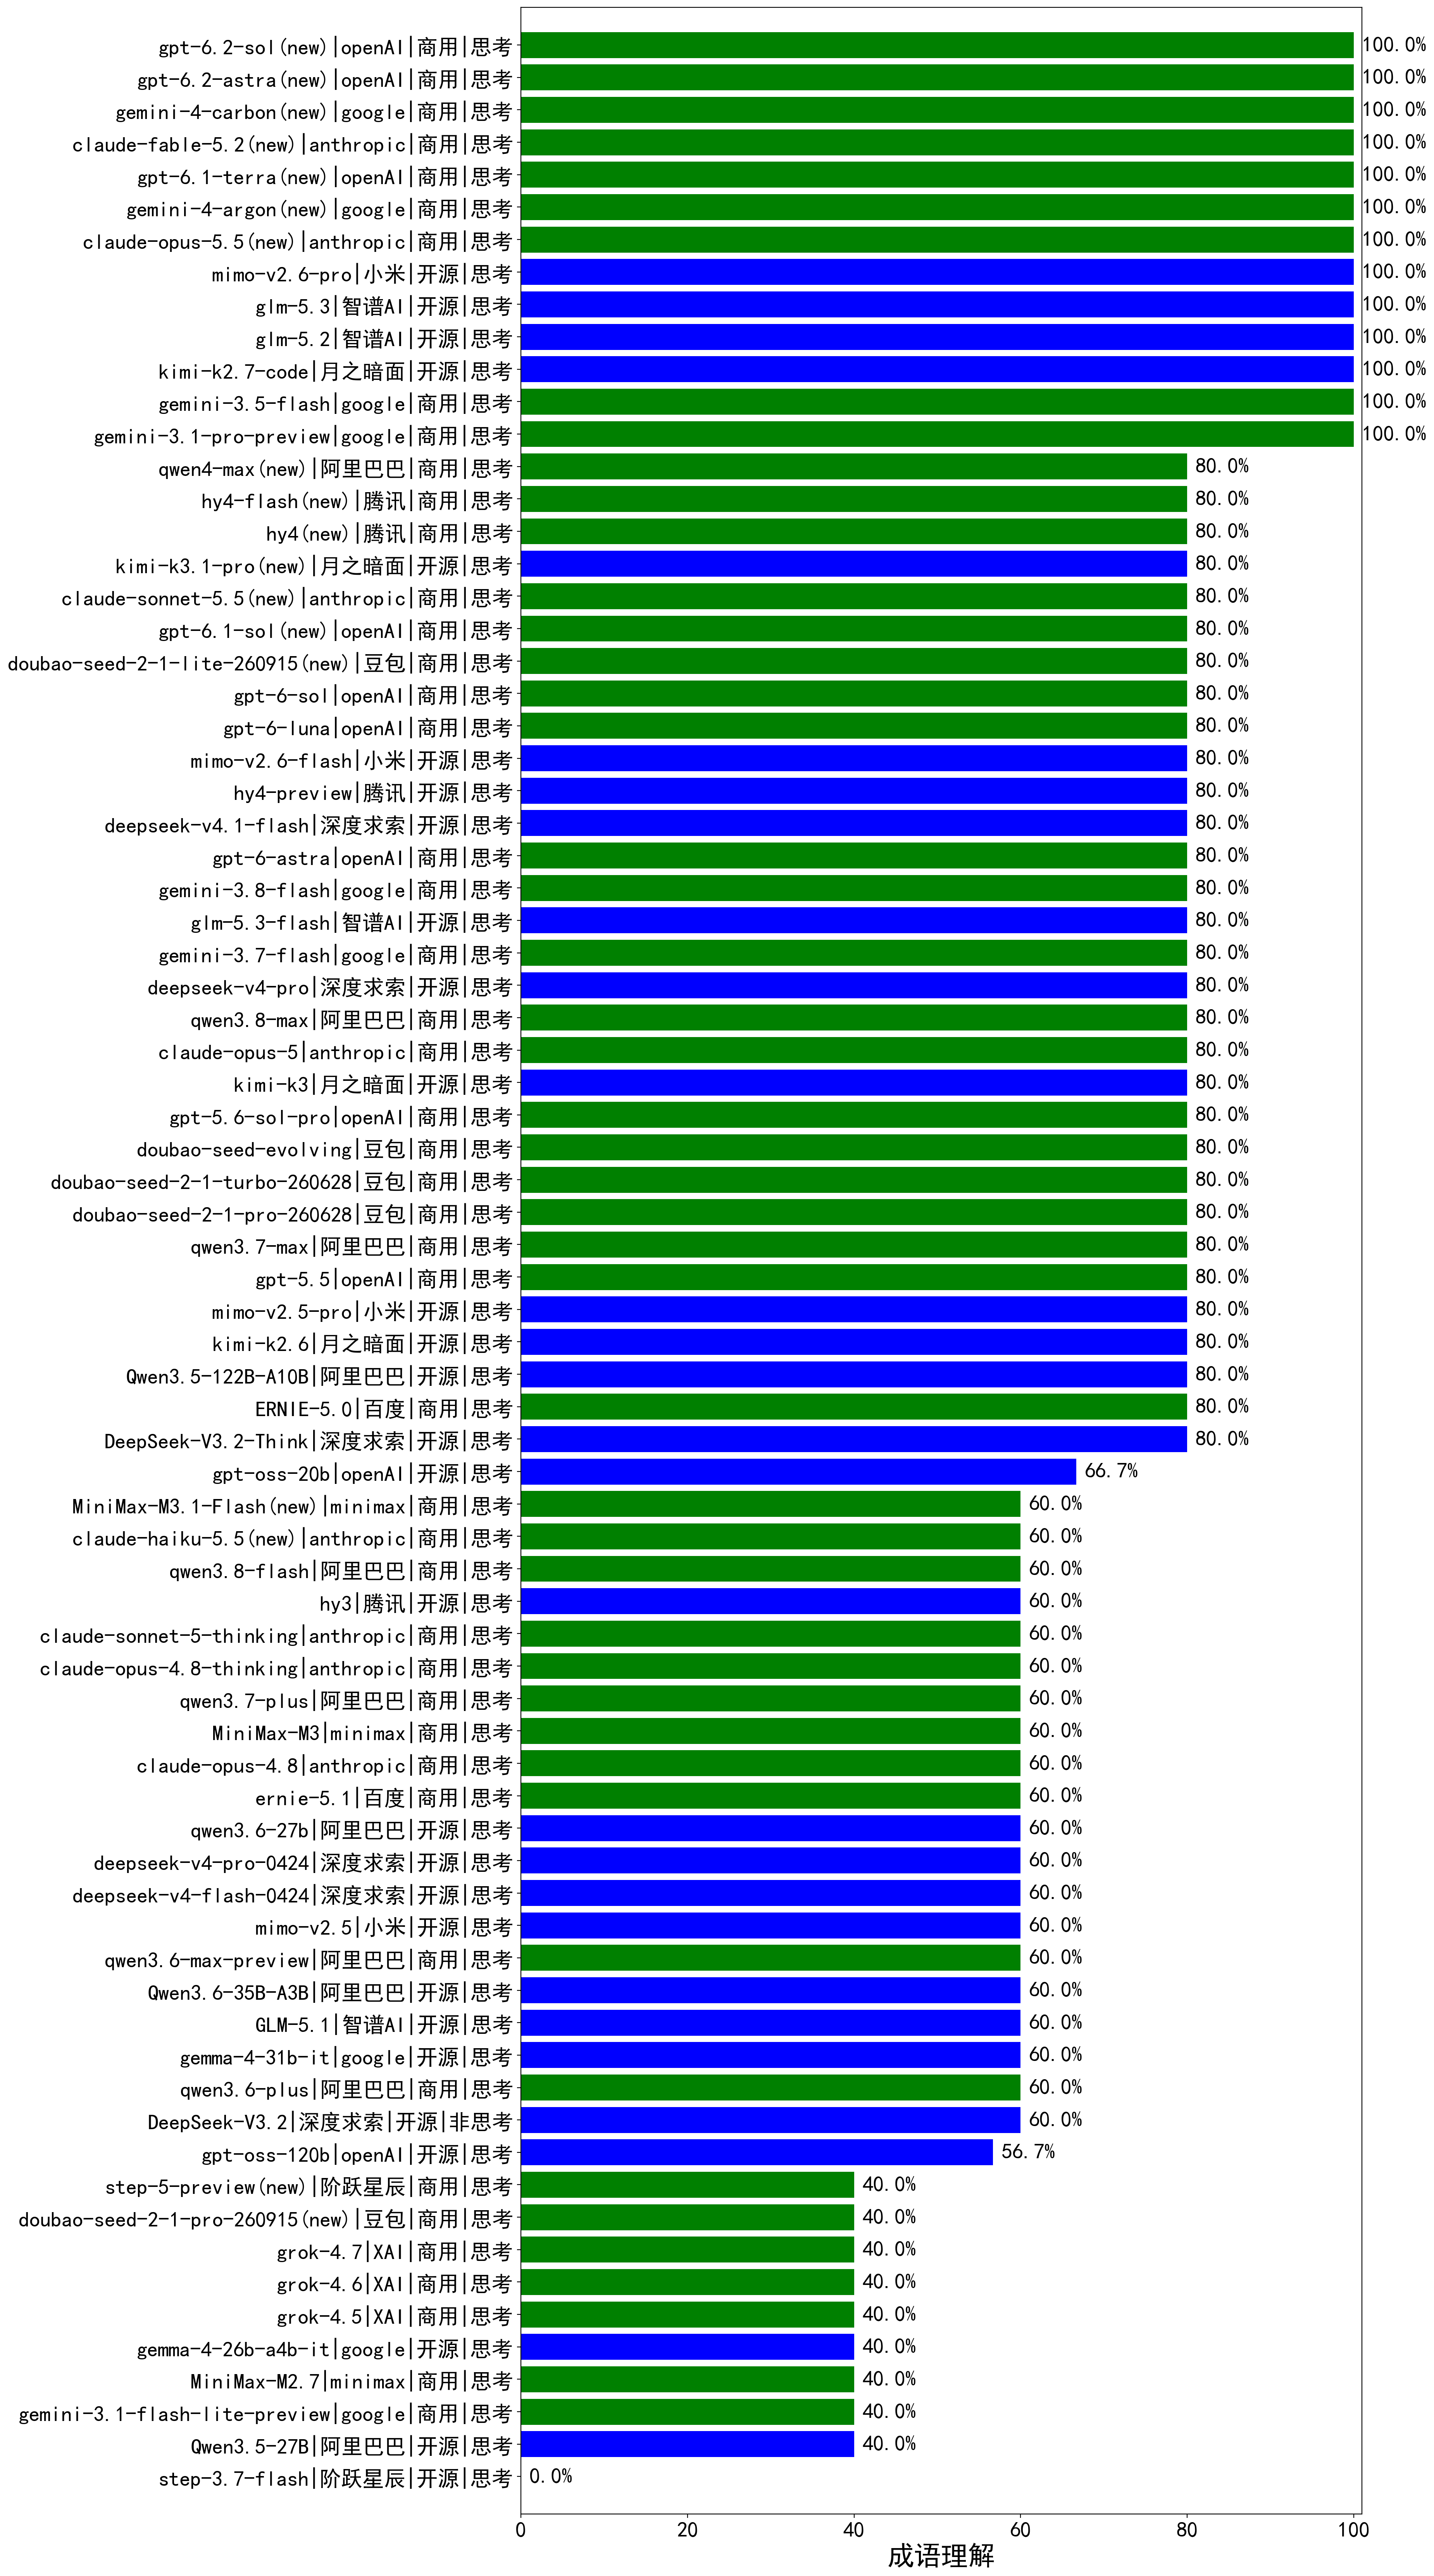 gpt-6.2-sol(new)|openAI|商用|思考 100.0%
gpt-6.2-astra(new)|openAI|商用|思考 100.0%
gemini-4-carbon(new)|google|商用|思考 100.0%
claude-fable-5.2(new)|anthropic|商用|思考 100.0%
gpt-6.1-terra(new)|openAI|商用|思考 100.0%
gemini-4-argon(new)|google|商用|思考 100.0%
claude-opus-5.5(new)|anthropic|商用|思考 100.0%
mimo-v2.6-pro|小米|开源|思考 100.0%
glm-5.3|智谱AI|开源|思考 100.0%
glm-5.2|智谱AI|开源|思考 100.0%
kimi-k2.7-code|月之暗面|开源|思考 100.0%
gemini-3.5-flash|google|商用|思考 100.0%
gemini-3.1-pro-preview|google|商用|思考 100.0%
qwen4-max(new)|阿里巴巴|商用|思考 80.0%
hy4-flash(new)|腾讯|商用|思考 80.0%
hy4(new)|腾讯|商用|思考 80.0%
kimi-k3.1-pro(new)|月之暗面|开源|思考 80.0%
claude-sonnet-5.5(new)|anthropic|商用|思考 80.0%
gpt-6.1-sol(new)|openAI|商用|思考 80.0%
doubao-seed-2-1-lite-260915(new)|豆包|商用|思考 80.0%
gpt-6-sol|openAI|商用|思考 80.0%
gpt-6-luna|openAI|商用|思考 80.0%
mimo-v2.6-flash|小米|开源|思考 80.0%
hy4-preview|腾讯|开源|思考 80.0%
deepseek-v4.1-flash|深度求索|开源|思考 80.0%
gpt-6-astra|openAI|商用|思考 80.0%
gemini-3.8-flash|google|商用|思考 80.0%
glm-5.3-flash|智谱AI|开源|思考 80.0%
gemini-3.7-flash|google|商用|思考 80.0%
deepseek-v4-pro|深度求索|开源|思考 80.0%
qwen3.8-max|阿里巴巴|商用|思考 80.0%
claude-opus-5|anthropic|商用|思考 80.0%
kimi-k3|月之暗面|开源|思考 80.0%
gpt-5.6-sol-pro|openAI|商用|思考 80.0%
doubao-seed-evolving|豆包|商用|思考 80.0%
doubao-seed-2-1-turbo-260628|豆包|商用|思考 80.0%
doubao-seed-2-1-pro-260628|豆包|商用|思考 80.0%
qwen3.7-max|阿里巴巴|商用|思考 80.0%
gpt-5.5|openAI|商用|思考 80.0%
mimo-v2.5-pro|小米|开源|思考 80.0%
kimi-k2.6|月之暗面|开源|思考 80.0%
Qwen3.5-122B-A10B|阿里巴巴|开源|思考 80.0%
ERNIE-5.0|百度|商用|思考 80.0%
DeepSeek-V3.2-Think|深度求索|开源|思考 80.0%
gpt-oss-20b|openAI|开源|思考 66.7%
MiniMax-M3.1-Flash(new)|minimax|商用|思考 60.0%
claude-haiku-5.5(new)|anthropic|商用|思考 60.0%
qwen3.8-flash|阿里巴巴|商用|思考 60.0%
hy3|腾讯|开源|思考 60.0%
claude-sonnet-5-thinking|anthropic|商用|思考 60.0%
claude-opus-4.8-thinking|anthropic|商用|思考 60.0%
qwen3.7-plus|阿里巴巴|商用|思考 60.0%
MiniMax-M3|minimax|商用|思考 60.0%
claude-opus-4.8|anthropic|商用|思考 60.0%
ernie-5.1|百度|商用|思考 60.0%
qwen3.6-27b|阿里巴巴|开源|思考 60.0%
deepseek-v4-pro-0424|深度求索|开源|思考 60.0%
deepseek-v4-flash-0424|深度求索|开源|思考 60.0%
mimo-v2.5|小米|开源|思考 60.0%
qwen3.6-max-preview|阿里巴巴|商用|思考 60.0%
Qwen3.6-35B-A3B|阿里巴巴|开源|思考 60.0%
GLM-5.1|智谱AI|开源|思考 60.0%
gemma-4-31b-it|google|开源|思考 60.0%
qwen3.6-plus|阿里巴巴|商用|思考 60.0%
DeepSeek-V3.2|深度求索|开源|非思考 60.0%
gpt-oss-120b|openAI|开源|思考 56.7%
step-5-preview(new)|阶跃星辰|商用|思考 40.0%
doubao-seed-2-1-pro-260915(new)|豆包|商用|思考 40.0%
grok-4.7|XAI|商用|思考 40.0%
grok-4.6|XAI|商用|思考 40.0%
grok-4.5|XAI|商用|思考 40.0%
gemma-4-26b-a4b-it|google|开源|思考 40.0%
MiniMax-M2.7|minimax|商用|思考 40.0%
gemini-3.1-flash-lite-preview|google|商用|思考 40.0%
Qwen3.5-27B|阿里巴巴|开源|思考 40.0%
step-3.7-flash|阶跃星辰|开源|思考 0.0%
0 20 40 60 80 100
成语理解